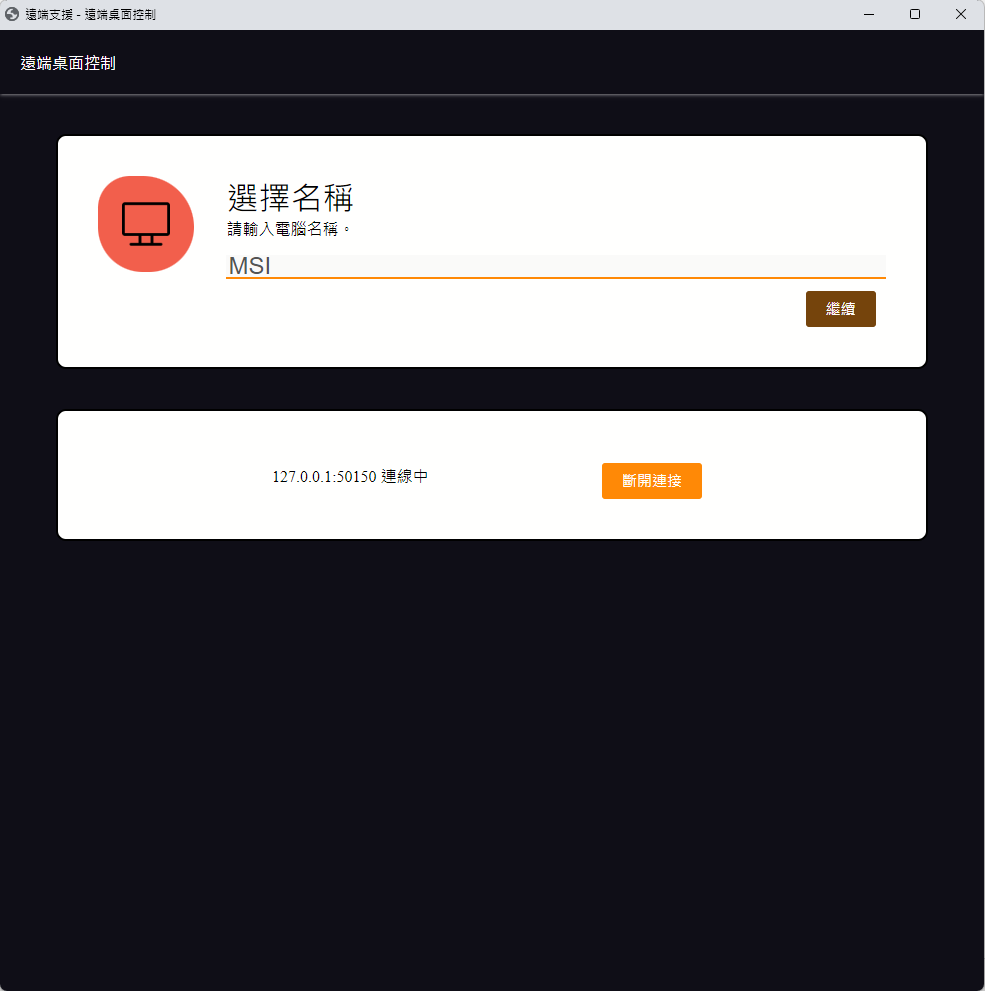 遠端支援 - 遠端桌面控制
遠端桌面控制
選擇名稱
請輸入電腦名稱。
MSI
繼續
127.0.0.1:50150 連線中
斷開連接